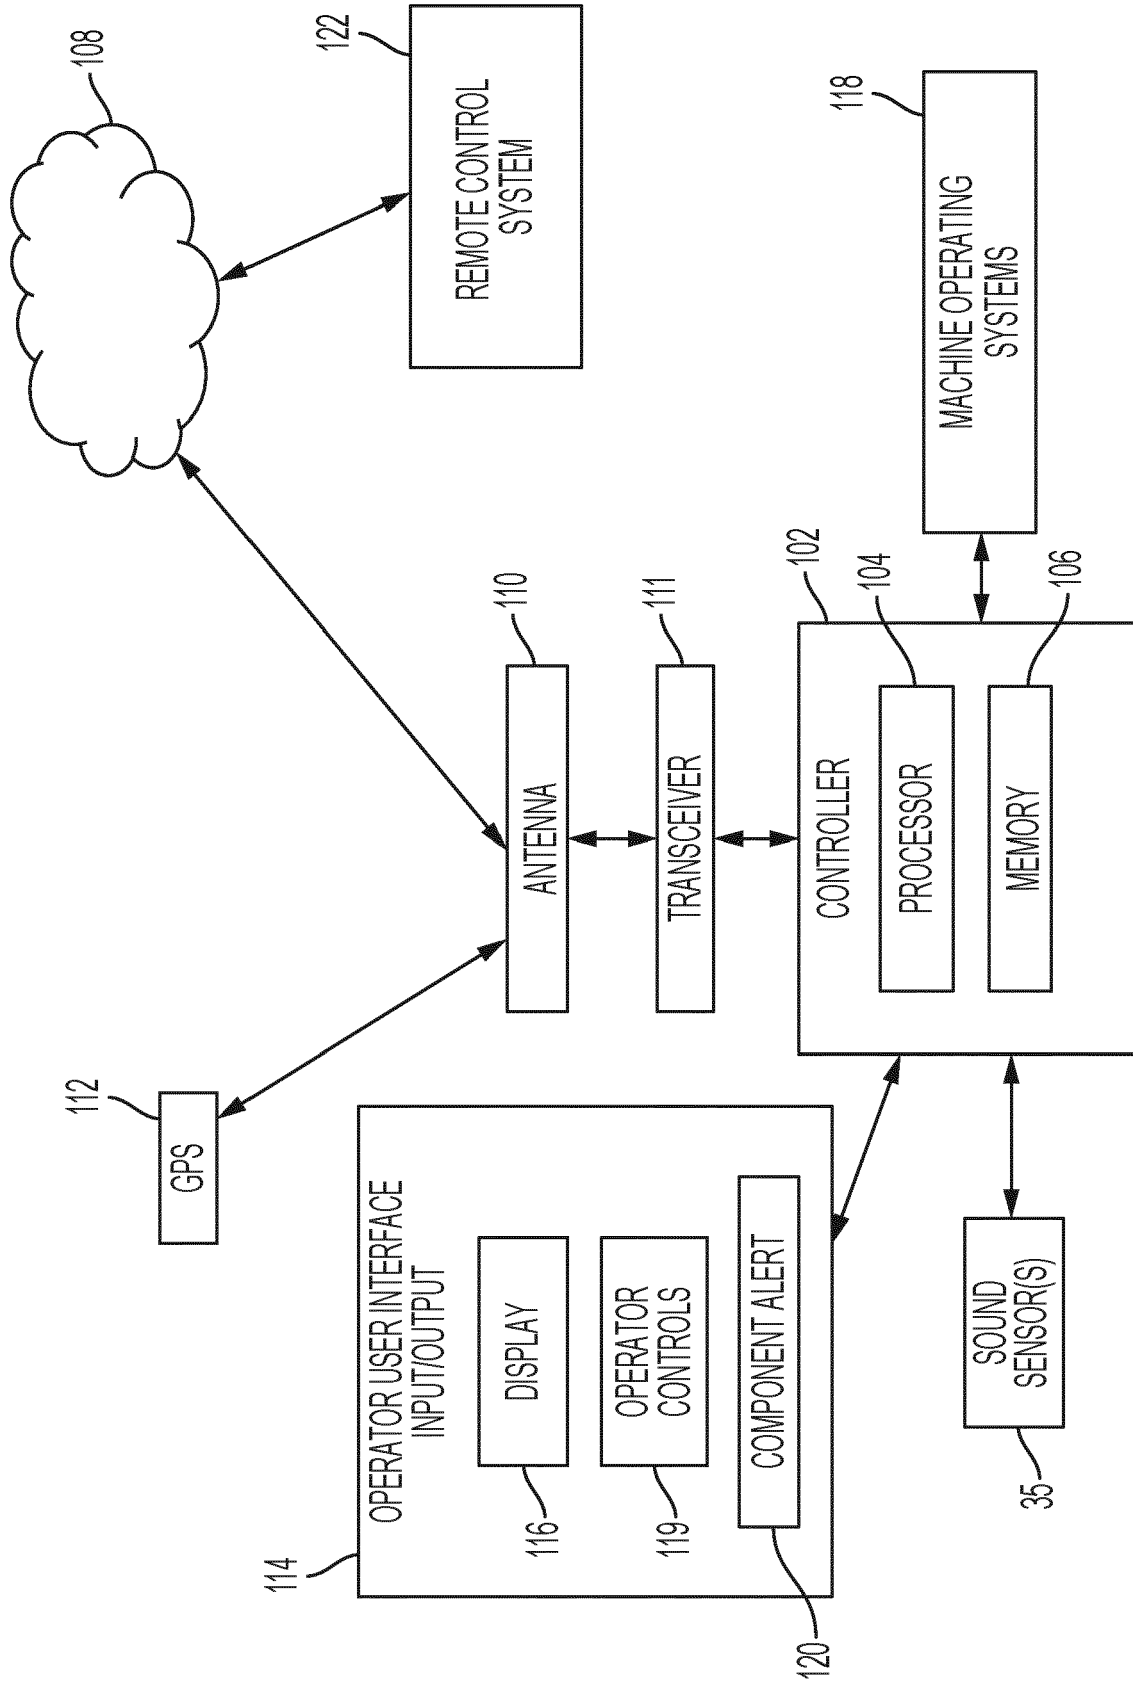 114
OPERATOR USER INTERFACE
INPUT/OUTPUT
DISPLAY
116
OPERATOR
CONTROLS
119
COMPONENT ALERT
120
GPS
112
108
ANTENNA
110
TRANSCEIVER
111
REMOTE CONTROL
SYSTEM
122
CONTROLLER
102
PROCESSOR
104
MEMORY
106
SOUND
SENSOR(S)
35
MACHINE OPERATING
SYSTEMS
118